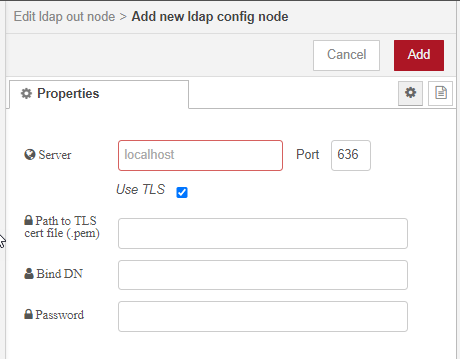 Edit ldap out node > Add new ldap config node
Cancel Add
Properties
Server localhost Port 636
Use TLS
Path to TLS
cert file (.pem)
Bind DN
Password